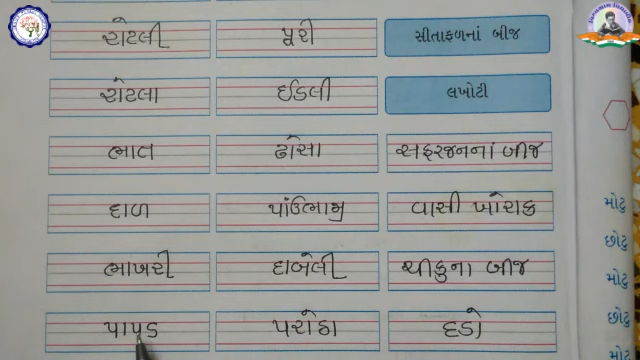 રોટલી પૂરી સીતાફળનાં બીજ
રોટલા ઈડલી લખોટી
ભાત ઢોસા સફરજનનાં બીજ
દાળ પાંઉભાજી વાસી ખોરાક
ભાખરી દાબેલી ચીકુના બીજ
પાપડ પરોઠા દડો
મોટુ
છોટુ
મોટુ
છોટુ
મોટુ